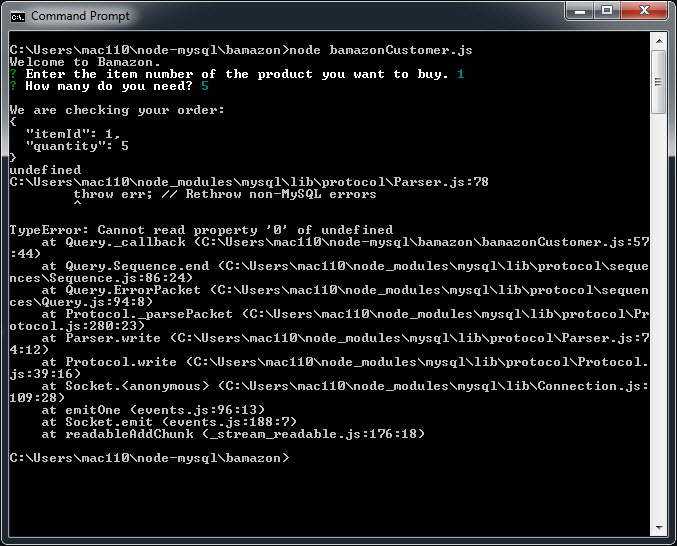 Command Prompt
C:\Users\mac110\node-mysql\bamazon>node bamazonCustomer.js
Welcome to Bamazon.
? Enter the item number of the product you want to buy. 1
? How many do you need? 5
We are checking your order:
{
  "itemId": 1,
  "quantity": 5
}
undefined
C:\Users\mac110\node_modules\mysql\lib\protocol\Parser.js:78
        throw err; // Rethrow non-MySQL errors
        ^
TypeError: Cannot read property '0' of undefined
    at Query._callback (C:\Users\mac110\node-mysql\bamazon\bamazonCustomer.js:57
:44)
    at Query.Sequence.end (C:\Users\mac110\node_modules\mysql\lib\protocol\seque
nces\Sequence.js:86:24)
    at Query.ErrorPacket (C:\Users\mac110\node_modules\mysql\lib\protocol\sequen
ces\Query.js:94:8)
    at Protocol._parsePacket (C:\Users\mac110\node_modules\mysql\lib\protocol\Pr
otocol.js:280:23)
    at Parser.write (C:\Users\mac110\node_modules\mysql\lib\protocol\Parser.js:7
4:12)
    at Protocol.write (C:\Users\mac110\node_modules\mysql\lib\protocol\Protocol.
js:39:16)
    at Socket.<anonymous> (C:\Users\mac110\node_modules\mysql\lib\Connection.js:
109:28)
    at emitOne (events.js:96:13)
    at Socket.emit (events.js:188:7)
    at readableAddChunk (_stream_readable.js:176:18)
C:\Users\mac110\node-mysql\bamazon>